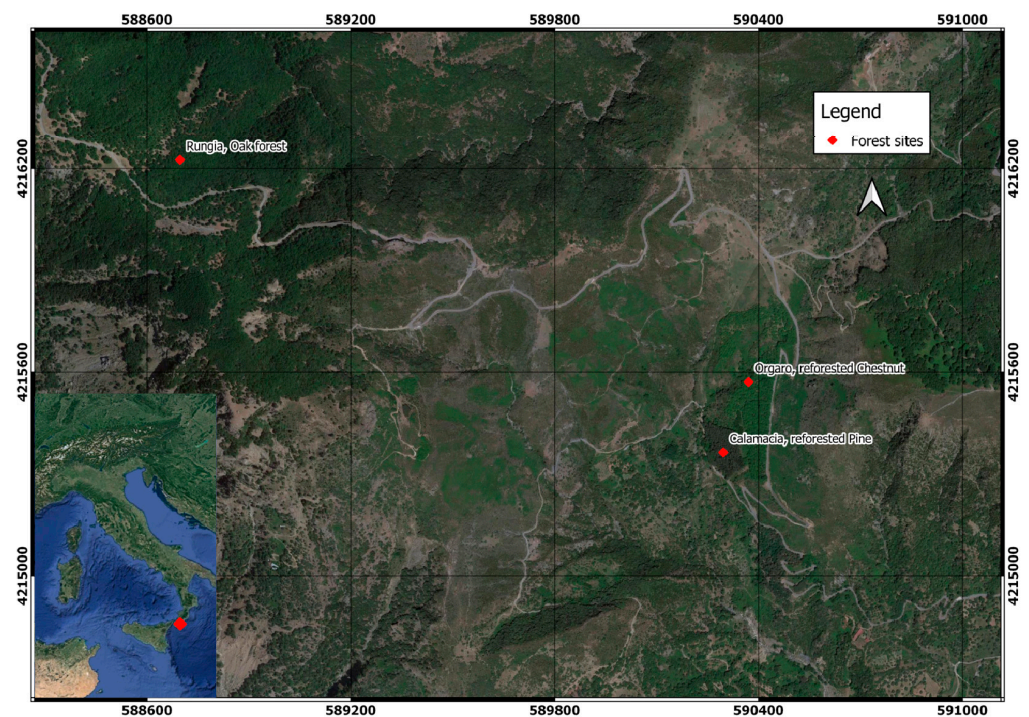 588600 589200 589800 590400 591000
Legend
Forest sites
Rungia, Oak forest
4216200 4216200
Orgaro, reforested Chestnut
4215600 4215600
Calamacia, reforested Pine
4215000 4215000
588600 589200 589800 590400 591000